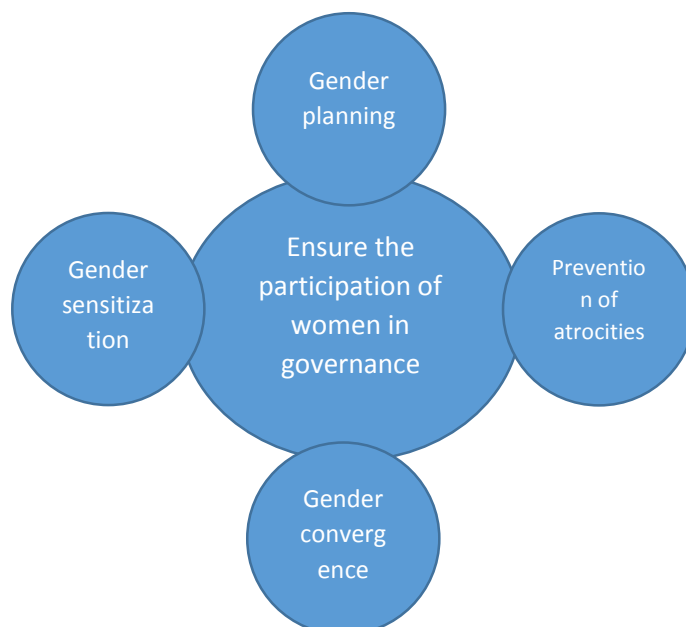 Gender
planning
Ensure the
participation of
women in
governance
Gender
sensitiza
tion
Preventio
n of
atrocities
Gender
converg
ence